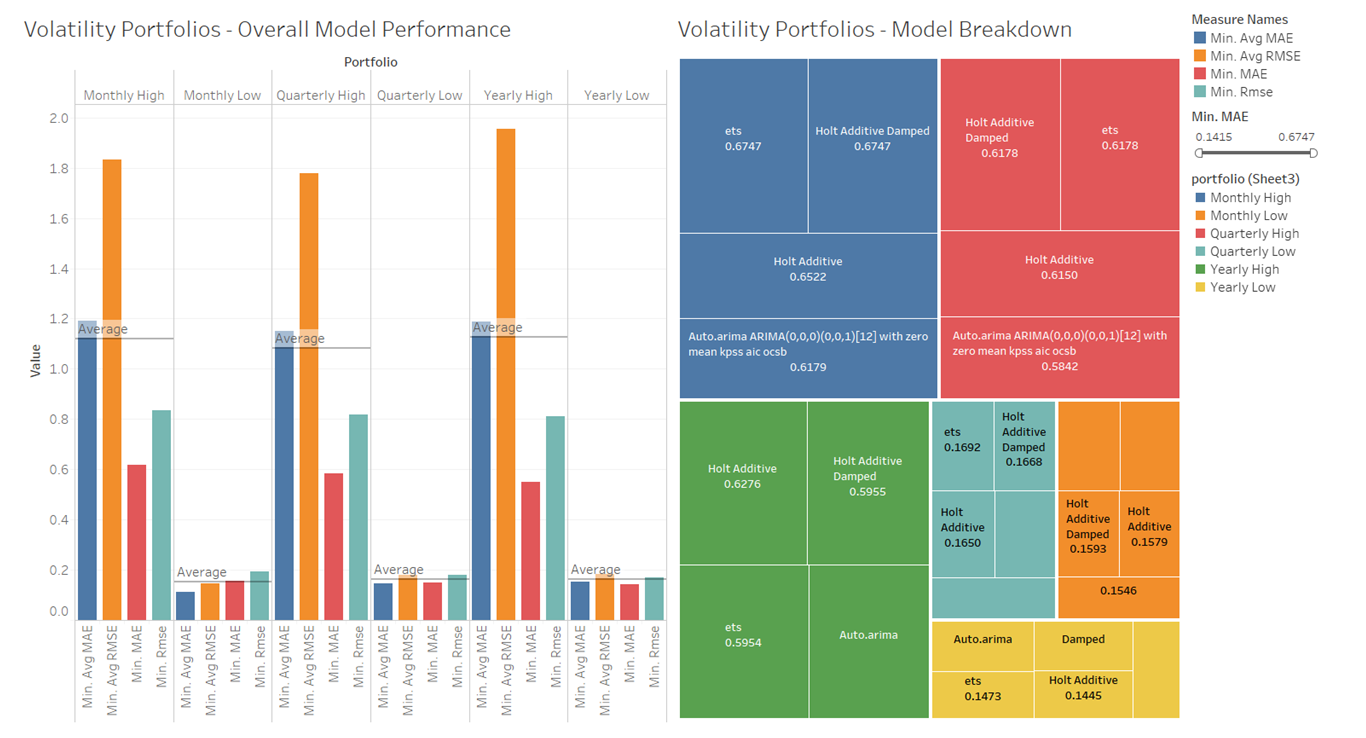 Volatility Portfolios - Overall Model Performance
Portfolio
Monthly High
Monthly Low
Quarterly High
Quarterly Low
Yearly High
Yearly Low
Value
2.0
1.8
1.6
1.4
1.2
1.0
0.8
0.6
0.4
0.2
0.0
Average
Average
Average
Average
Average
Average
Min. Avg MAE
Min. Avg RMSE
Min. MAE
Min. Rmse
Min. Avg MAE
Min. Avg RMSE
Min. MAE
Min. Rmse
Min. Avg MAE
Min. Avg RMSE
Min. MAE
Min. Rmse
Min. Avg MAE
Min. Avg RMSE
Min. MAE
Min. Rmse
Min. Avg MAE
Min. Avg RMSE
Min. MAE
Min. Rmse
Min. Avg MAE
Min. Avg RMSE
Min. MAE
Min. Rmse
Volatility Portfolios - Model Breakdown
ets
0.6747
Holt Additive Damped
0.6747
Holt Additive
0.6522
Auto.arima ARIMA(0,0,0)(0,0,1)[12] with zero
mean kpss aic ocsb
0.6179
Holt Additive
Damped
0.6178
ets
0.6178
Holt Additive
0.6150
Auto.arima ARIMA(0,0,0)(0,0,1)[12] with
zero mean kpss aic ocsb
0.5842
Holt Additive
0.6276
Holt Additive
Damped
0.5955
ets
0.5954
Auto.arima
ets
0.1692
Holt
Additive
Damped
0.1668
Holt
Additive
0.1650
Holt
Additive
Damped
0.1593
Holt
Additive
0.1579
0.1546
Auto.arima
Damped
ets
0.1473
Holt Additive
0.1445
Measure Names
Min. Avg MAE
Min. Avg RMSE
Min. MAE
Min. Rmse
Min. MAE
0.1415
0.6747
portfolio (Sheet3)
Monthly High
Monthly Low
Quarterly High
Quarterly Low
Yearly High
Yearly Low